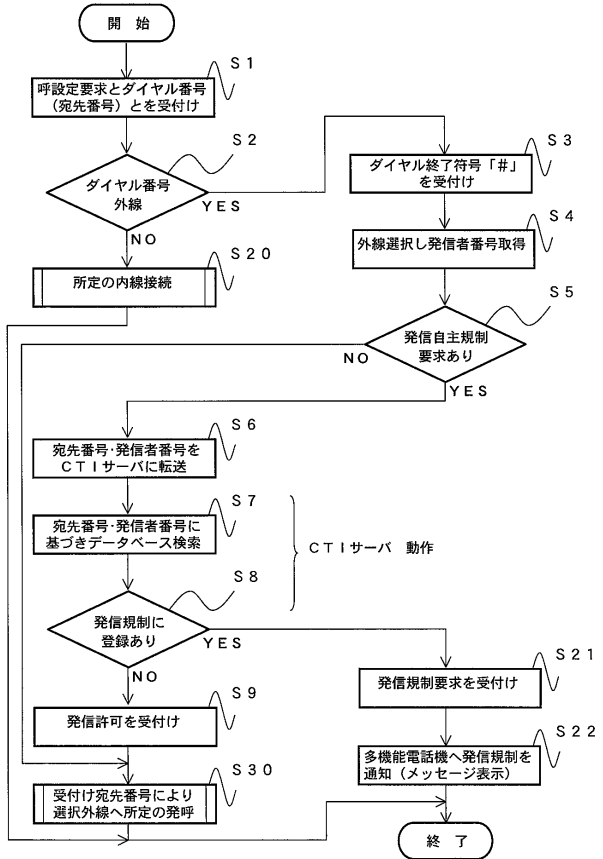 開　始
S1
呼設定要求とダイヤル番号
（宛先番号）とを受付け
S2
ダイヤル番号
外線
YES
NO
S3
ダイヤル終了符号「＃」
を受付け
S4
外線選択し発信者番号取得
S20
所定の内線接続
S5
発信自主規制
要求あり
NO
YES
S6
宛先番号・発信者番号を
CTIサーバに転送
S7
宛先番号・発信者番号に
基づきデータベース検索
CTIサーバ　動作
S8
発信規制に
登録あり
YES
NO
S9
発信許可を受付け
S21
発信規制要求を受付け
S22
多機能電話機へ発信規制を
通知（メッセージ表示）
S30
受付け宛先番号により
選択外線へ所定の発呼
終　了